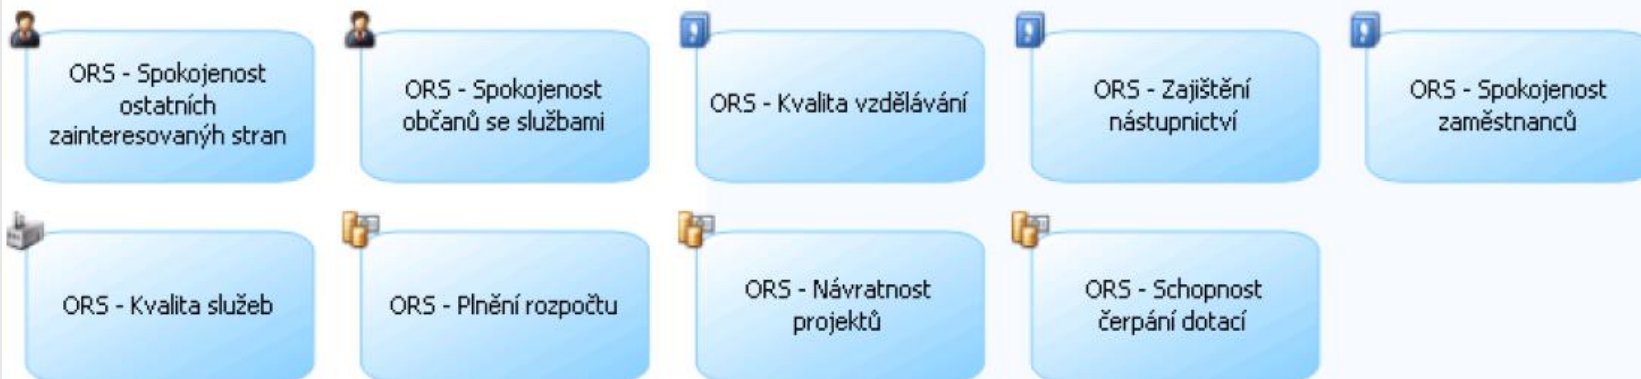 ORS - Spokojenost
ostatních
zainteresovanýh stran
ORS - Spokojenost
občanů se službami
ORS - Kvalita vzdělávání
ORS - Zajištění
nástupnictví
ORS - Spokojenost
zaměstnanců
ORS - Kvalita služeb
ORS - Plnění rozpočtu
ORS - Návratnost
projektů
ORS - Schopnost
čerpání dotací